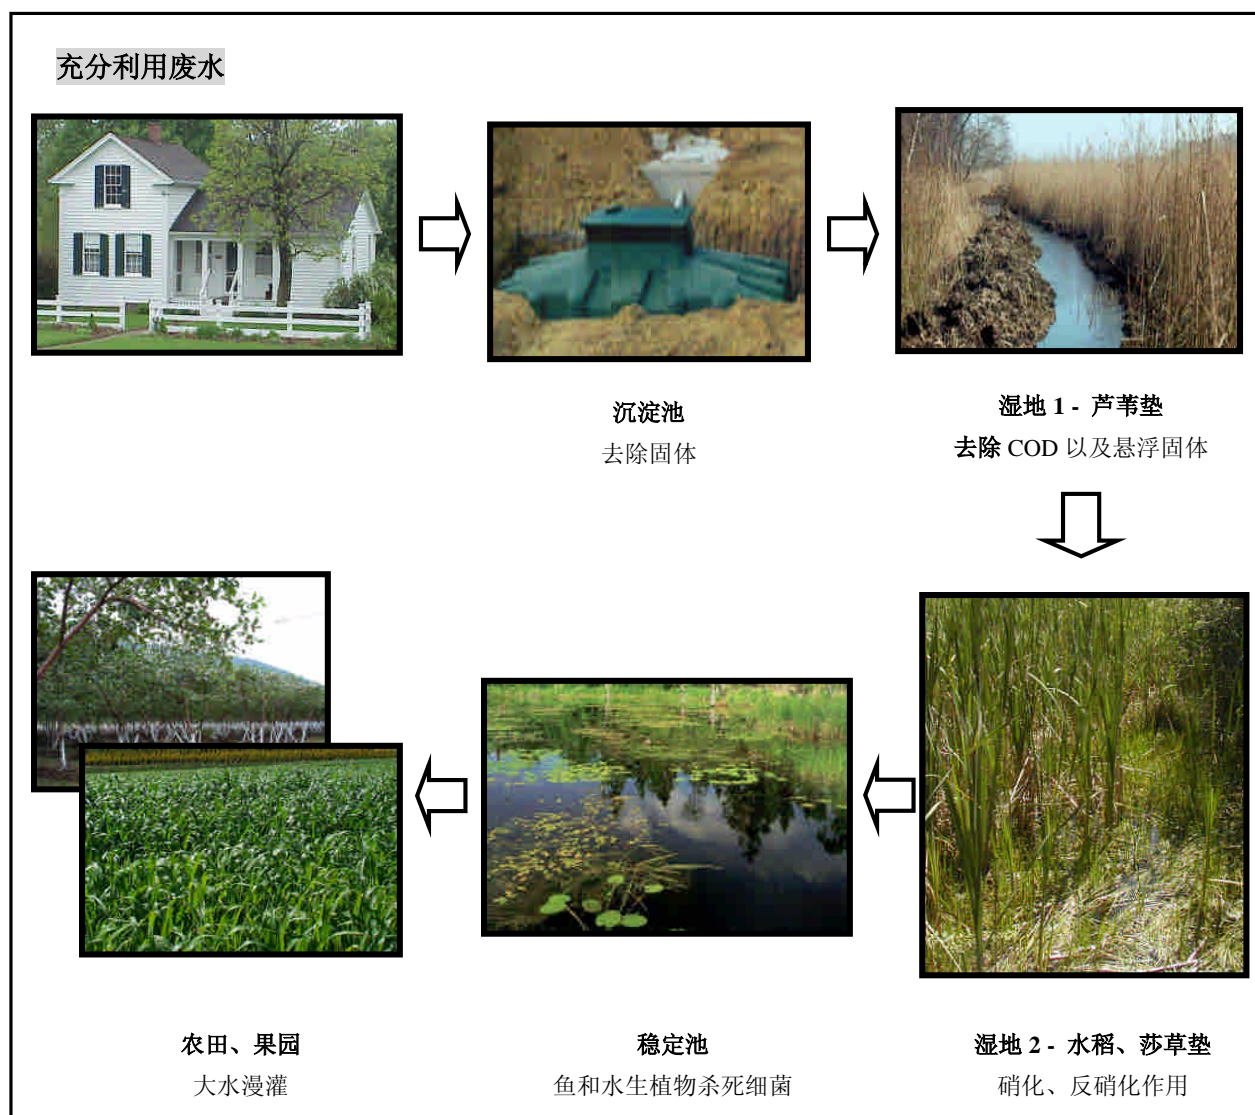 充分利用废水
沉淀池
去除固体
湿地 1 - 芦苇垫
去除 COD 以及悬浮固体
农田、果园
大水漫灌
稳定池
鱼和水生植物杀死细菌
湿地 2 - 水稻、莎草垫
硝化、反硝化作用